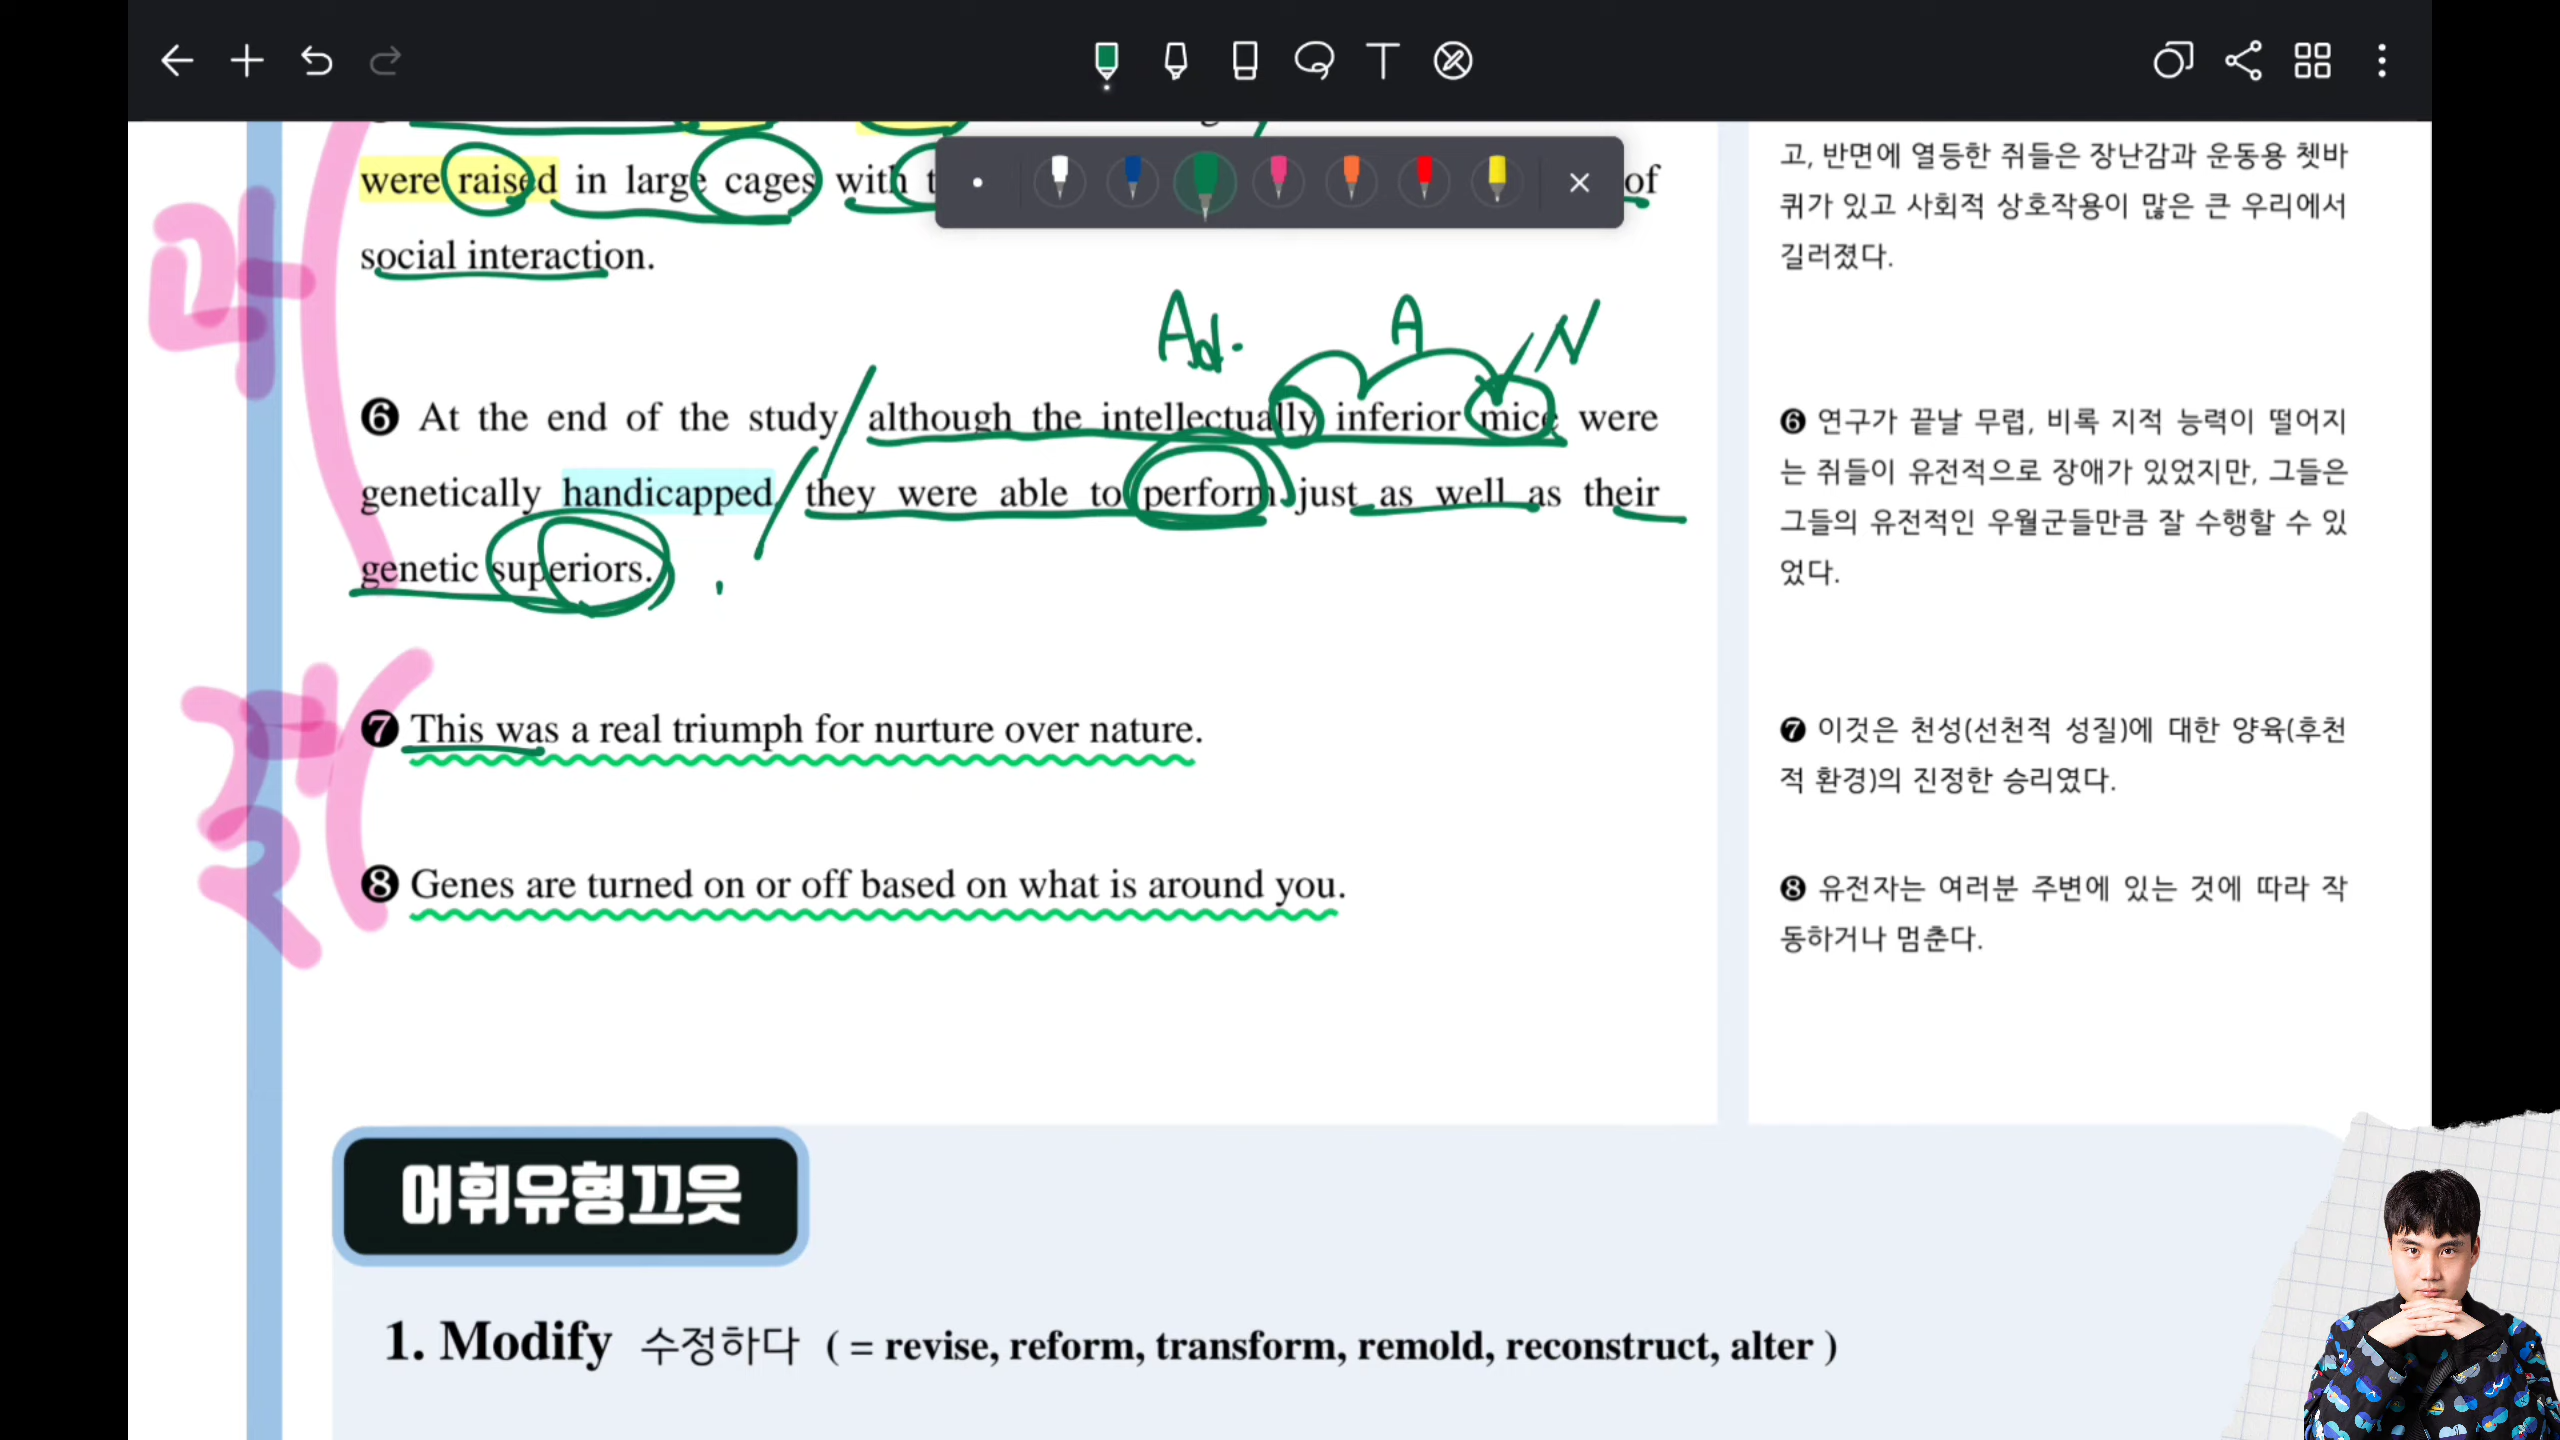 were raised in large cages with t of
social interaction.
Ad. A N
❻ At the end of the study although the intellectually inferior mice were
genetically handicapped, they were able to perform just as well as their
genetic superiors.
❼ This was a real triumph for nurture over nature.
❽ Genes are turned on or off based on what is around you.
고, 반면에 열등한 쥐들은 장난감과 운동용 쳇바
퀴가 있고 사회적 상호작용이 많은 큰 우리에서
길러졌다.
❻ 연구가 끝날 무렵, 비록 지적 능력이 떨어지
는 쥐들이 유전적으로 장애가 있었지만, 그들은
그들의 유전적인 우월군들만큼 잘 수행할 수 있
었다.
❼ 이것은 천성(선천적 성질)에 대한 양육(후천
적 환경)의 진정한 승리였다.
❽ 유전자는 여러분 주변에 있는 것에 따라 작
동하거나 멈춘다.
어휘유형끄읏
1. Modify 수정하다 ( = revise, reform, transform, remold, reconstruct, alter )